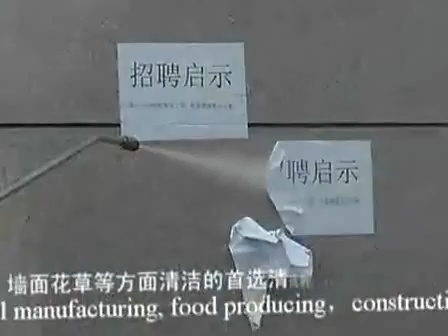 招聘启示
聘启示
墙面花草等方面清洁的首选清
l manufacturing, food producing, constructi